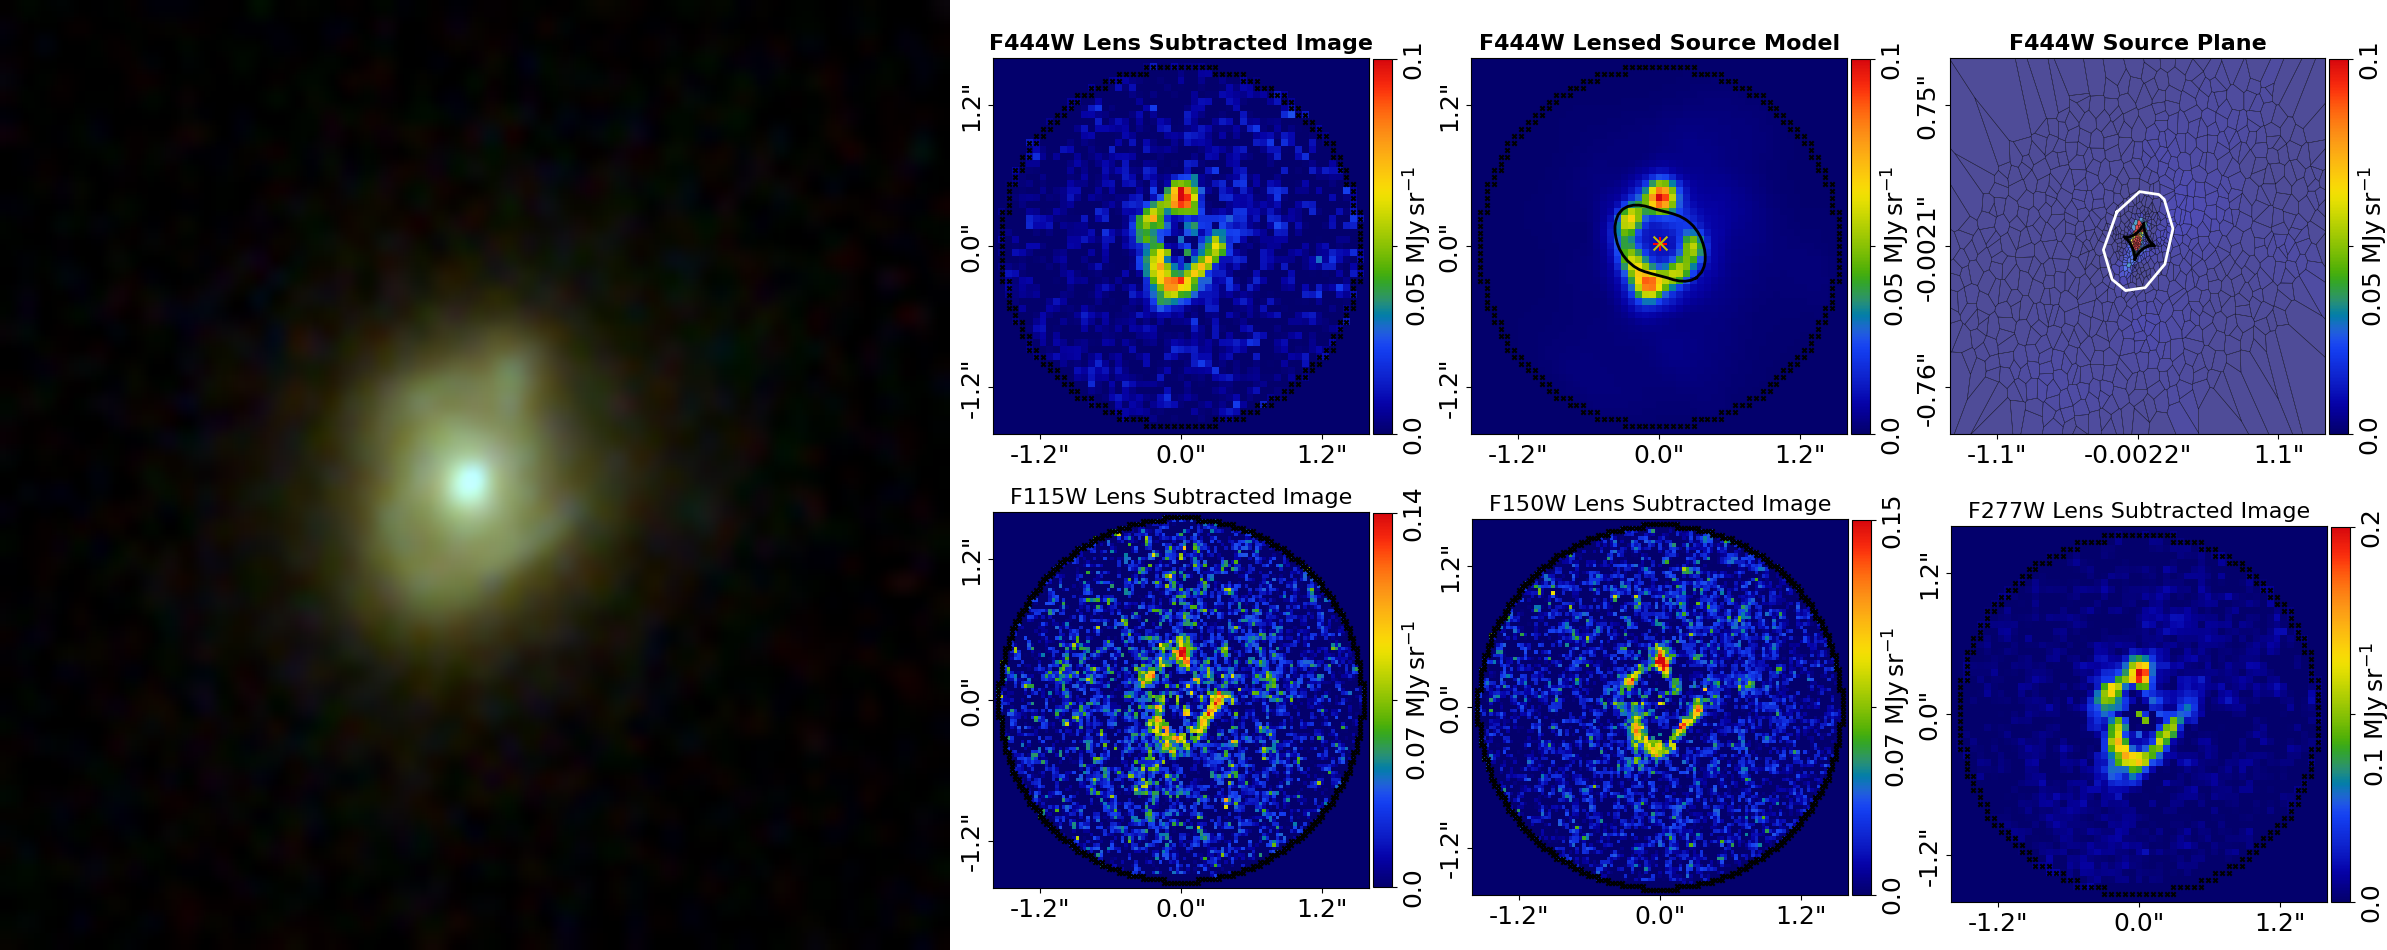 F444W Lens Subtracted Image
1.2"
0.0"
-1.2"
-1.2" 0.0" 1.2"
0.1
0.05 MJy sr⁻¹
0.0
F444W Lensed Source Model
1.2"
0.0"
-1.2"
-1.2" 0.0" 1.2"
0.1
0.05 MJy sr⁻¹
0.0
F444W Source Plane
0.75"
-0.0021"
-0.76"
-1.1" -0.0022" 1.1"
0.1
0.05 MJy sr⁻¹
0.0
F115W Lens Subtracted Image
1.2"
0.0"
-1.2"
-1.2" 0.0" 1.2"
0.14
0.07 MJy sr⁻¹
0.0
F150W Lens Subtracted Image
1.2"
0.0"
-1.2"
-1.2" 0.0" 1.2"
0.15
0.07 MJy sr⁻¹
0.0
F277W Lens Subtracted Image
1.2"
0.0"
-1.2"
-1.2" 0.0" 1.2"
0.2
0.1 MJy sr⁻¹
0.0